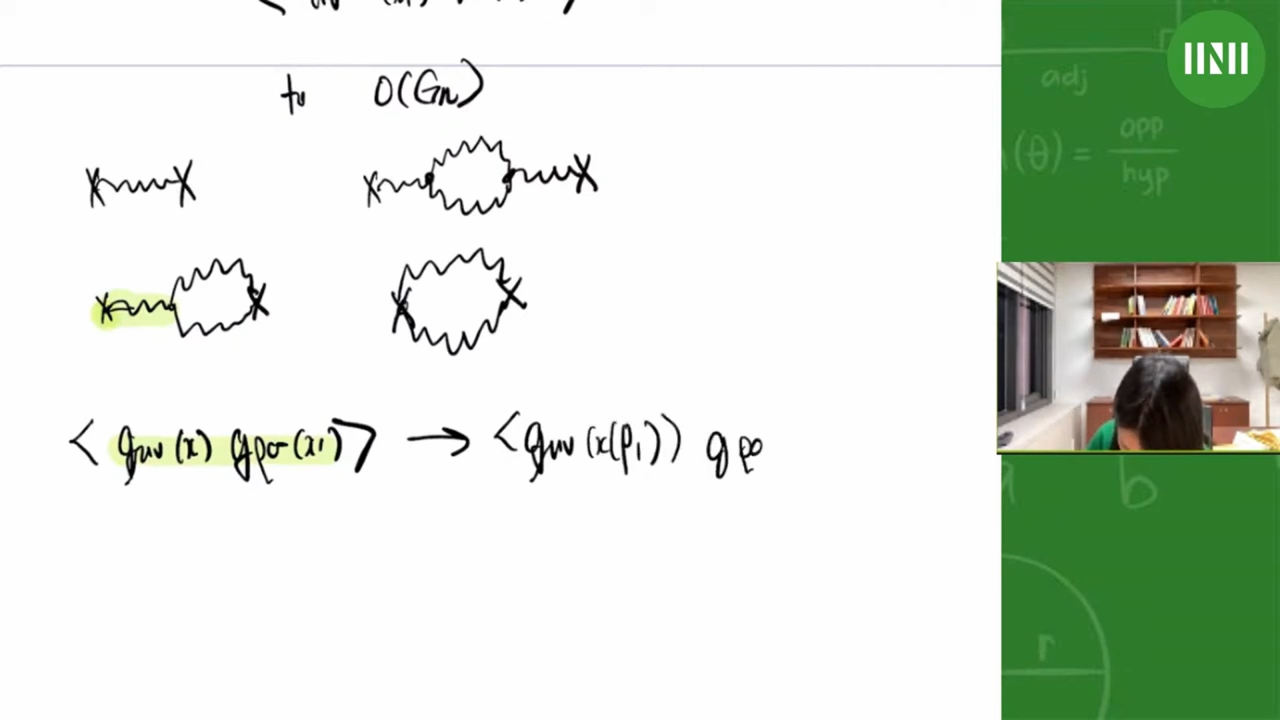 to O(G_N)
⟨ g_μν(x) g_ρσ(x') ⟩ → ⟨ g_μν(x(p_1)) g_ρσ
adj
(θ) = opp/hyp
b
r